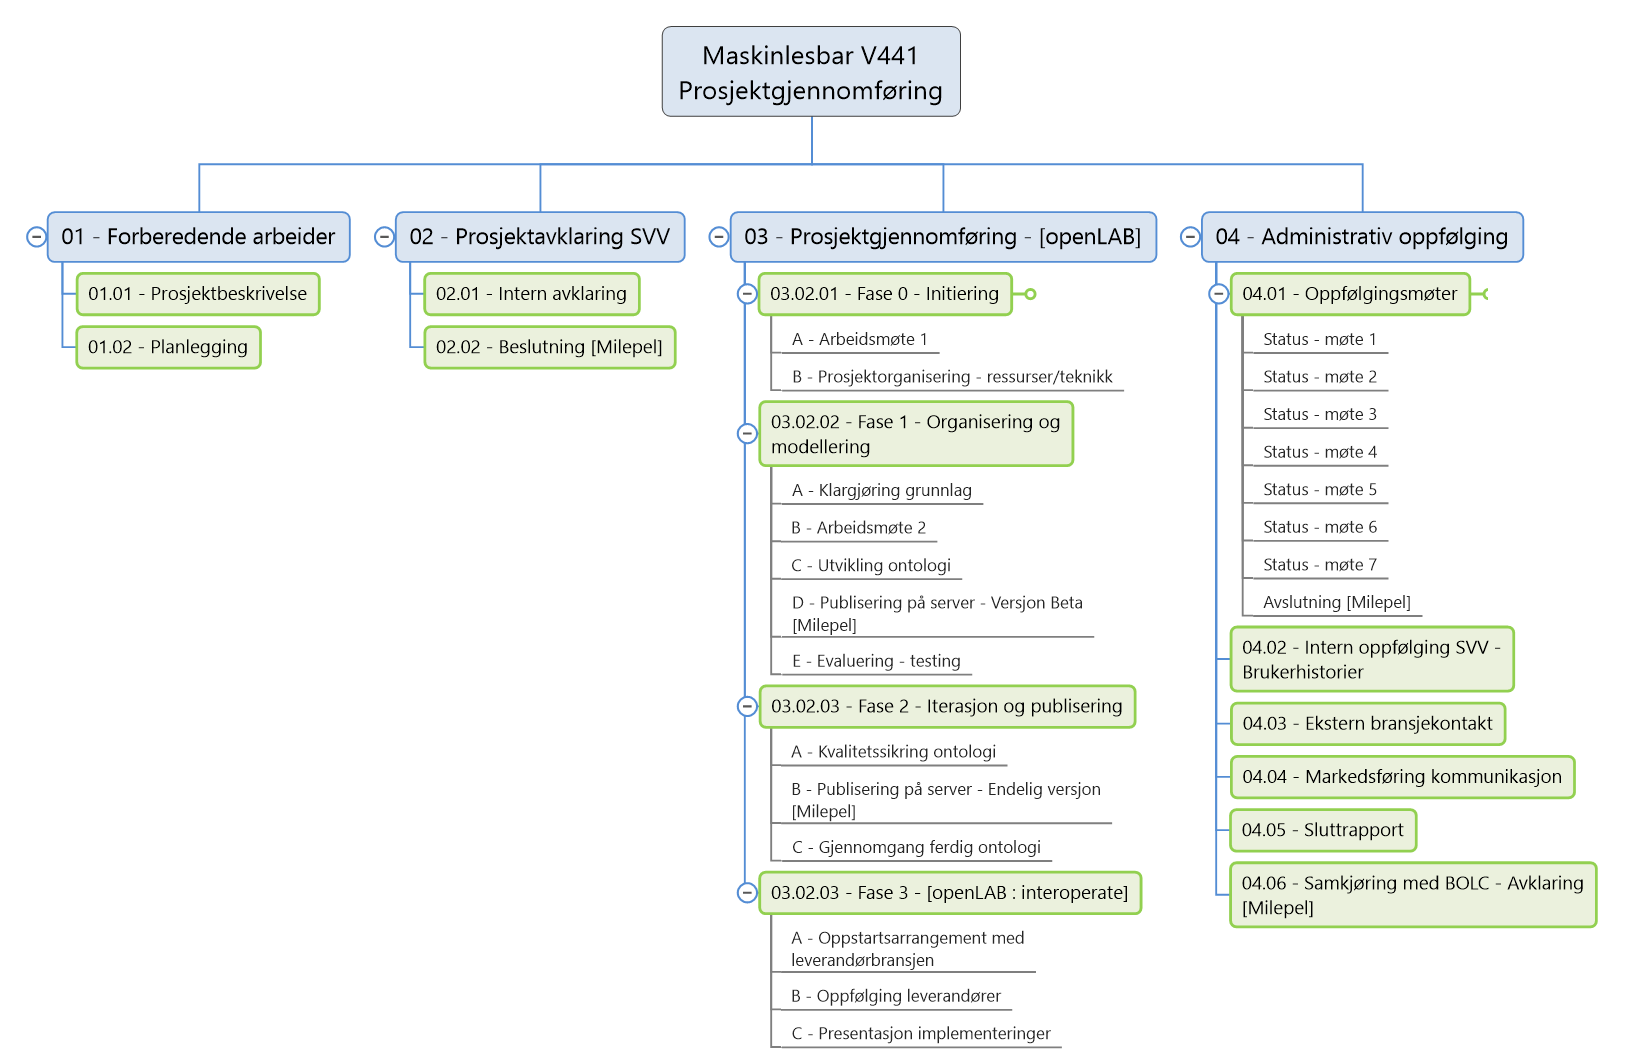 Maskinlesbar V441
Prosjektgjennomføring
01 - Forberedende arbeider
01.01 - Prosjektbeskrivelse
01.02 - Planlegging
02 - Prosjektavklaring SVV
02.01 - Intern avklaring
02.02 - Beslutning [Milepel]
03 - Prosjektgjennomføring - [openLAB]
03.02.01 - Fase 0 - Initiering
A - Arbeidsmøte 1
B - Prosjektorganisering - ressurser/teknikk
03.02.02 - Fase 1 - Organisering og
modellering
A - Klargjøring grunnlag
B - Arbeidsmøte 2
C - Utvikling ontologi
D - Publisering på server - Versjon Beta
[Milepel]
E - Evaluering - testing
03.02.03 - Fase 2 - Iterasjon og publisering
A - Kvalitetssikring ontologi
B - Publisering på server - Endelig versjon
[Milepel]
C - Gjennomgang ferdig ontologi
03.02.03 - Fase 3 - [openLAB : interoperate]
A - Oppstartsarrangement med
leverandørbransjen
B - Oppfølging leverandører
C - Presentasjon implementeringer
04 - Administrativ oppfølging
04.01 - Oppfølgingsmøter
Status - møte 1
Status - møte 2
Status - møte 3
Status - møte 4
Status - møte 5
Status - møte 6
Status - møte 7
Avslutning [Milepel]
04.02 - Intern oppfølging SVV -
Brukerhistorier
04.03 - Ekstern bransjekontakt
04.04 - Markedsføring kommunikasjon
04.05 - Sluttrapport
04.06 - Samkjøring med BOLC - Avklaring
[Milepel]